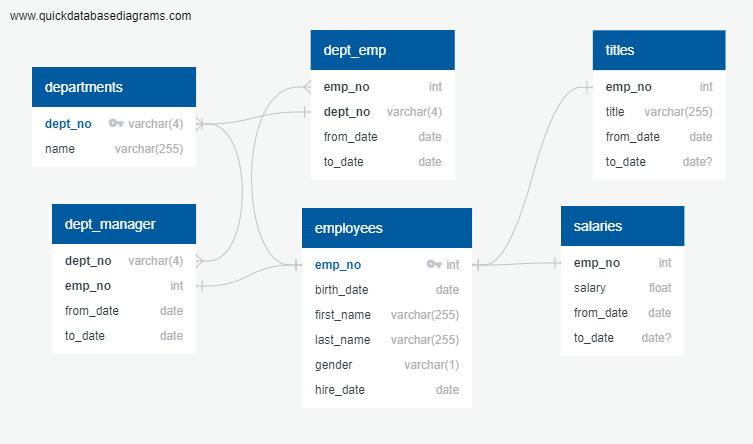 www.quickdatabasediagrams.com
departments
dept_no varchar(4)
name varchar(255)
dept_emp
emp_no int
dept_no varchar(4)
from_date date
to_date date
titles
emp_no int
title varchar(255)
from_date date
to_date date?
dept_manager
dept_no varchar(4)
emp_no int
from_date date
to_date date
employees
emp_no int
birth_date date
first_name varchar(255)
last_name varchar(255)
gender varchar(1)
hire_date date
salaries
emp_no int
salary float
from_date date
to_date date?